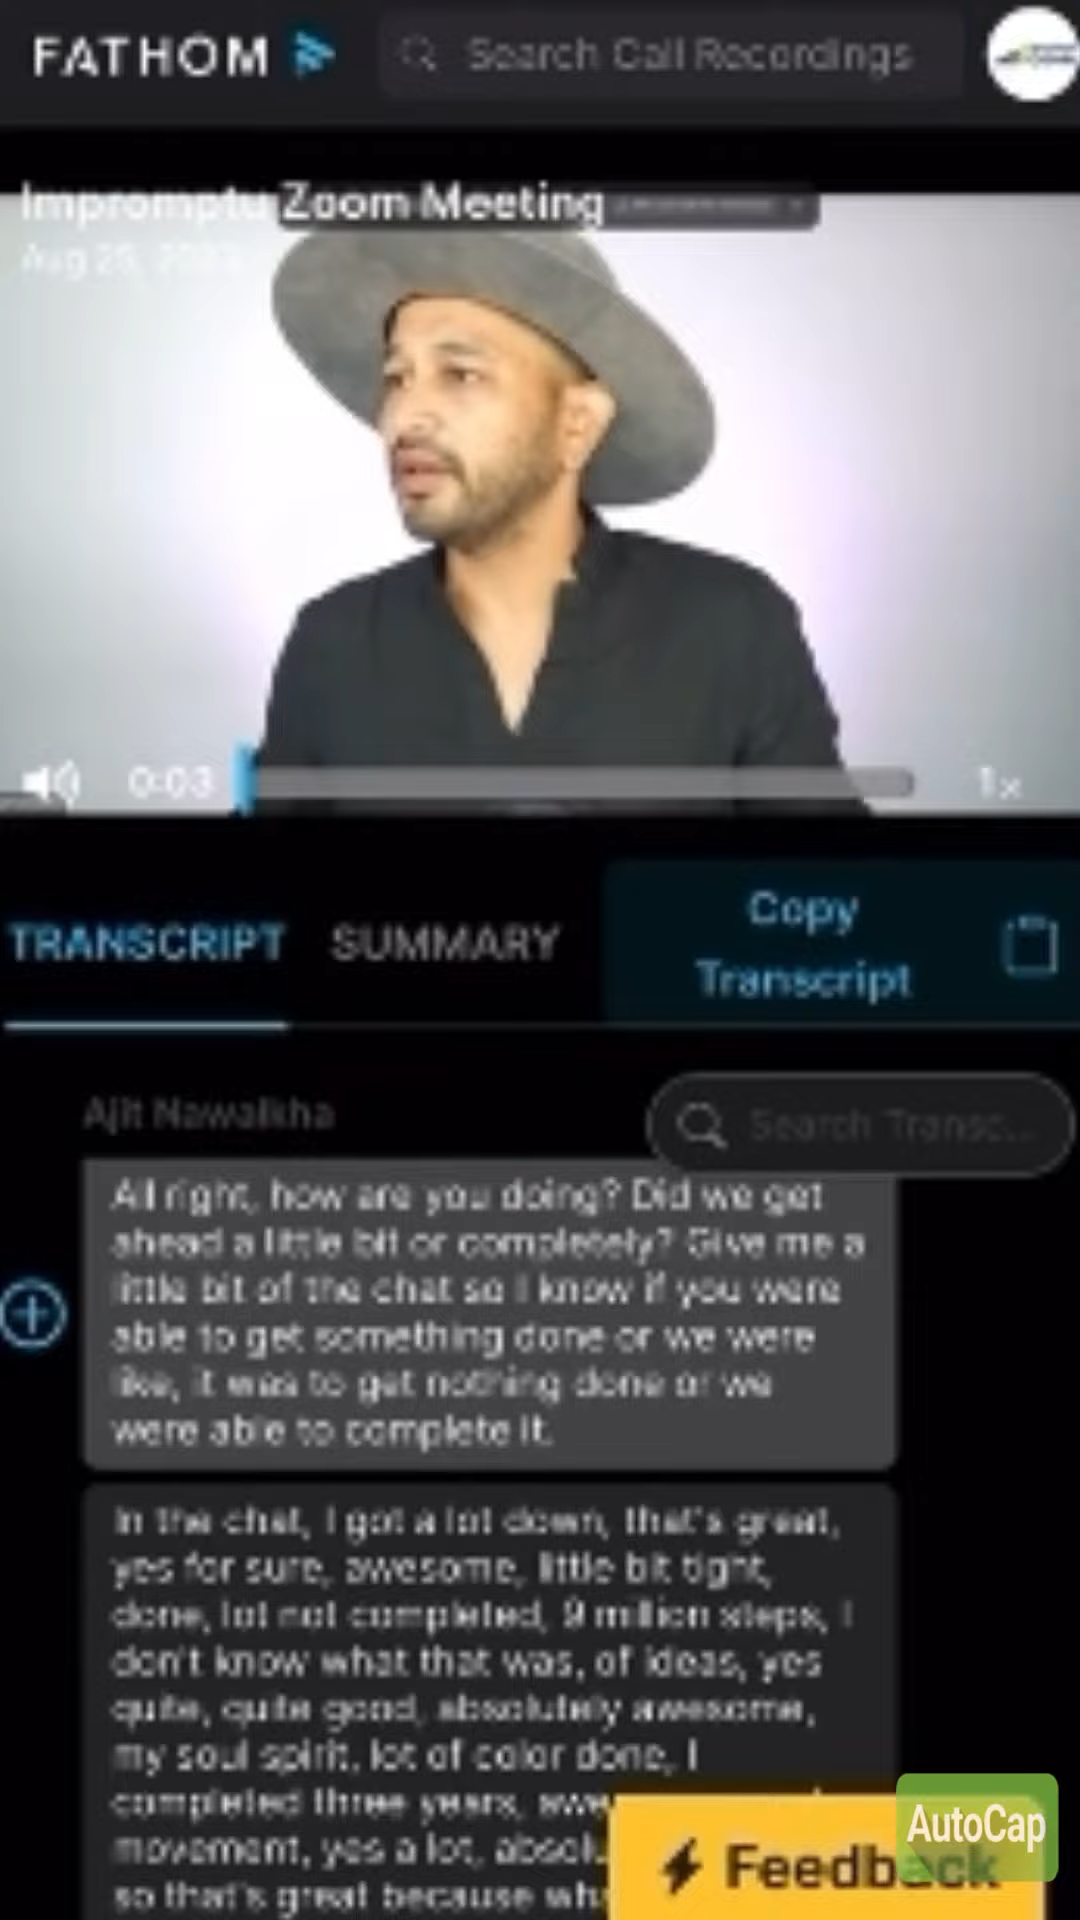 FATHOM
Search Call Recordings
Impromptu Zoom Meeting
Aug 25,
0:03
1x
TRANSCRIPT
SUMMARY
Copy
Transcript
Ajit Nawalkha
Search Transc...
All right, how are you doing? Did we get
ahead a little bit or completely? Give me a
little bit of the chat so I know if you were
able to get something done or we were
like, it was to get nothing done or we
were able to complete it.
In the chat, I got a lot down, that's great,
yes for sure, awesome, little bit tight,
done, lot not completed, 9 million steps, I
don't know what that was, of ideas, yes
quite, quite good, absolutely awesome,
my soul spirit, lot of color done, I
completed three years, awe
movement, yes a lot, absolu
so that's great because wh
Feedback
AutoCap